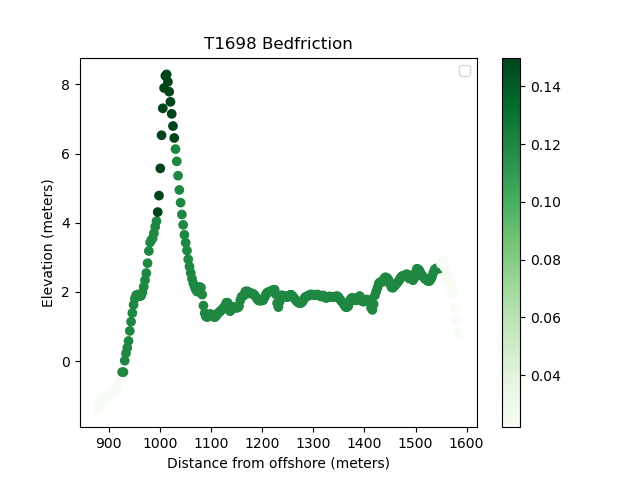 T1698 Bedfriction
Elevation (meters)
8
6
4
2
0
900 1000 1100 1200 1300 1400 1500 1600
Distance from offshore (meters)
0.14
0.12
0.10
0.08
0.06
0.04